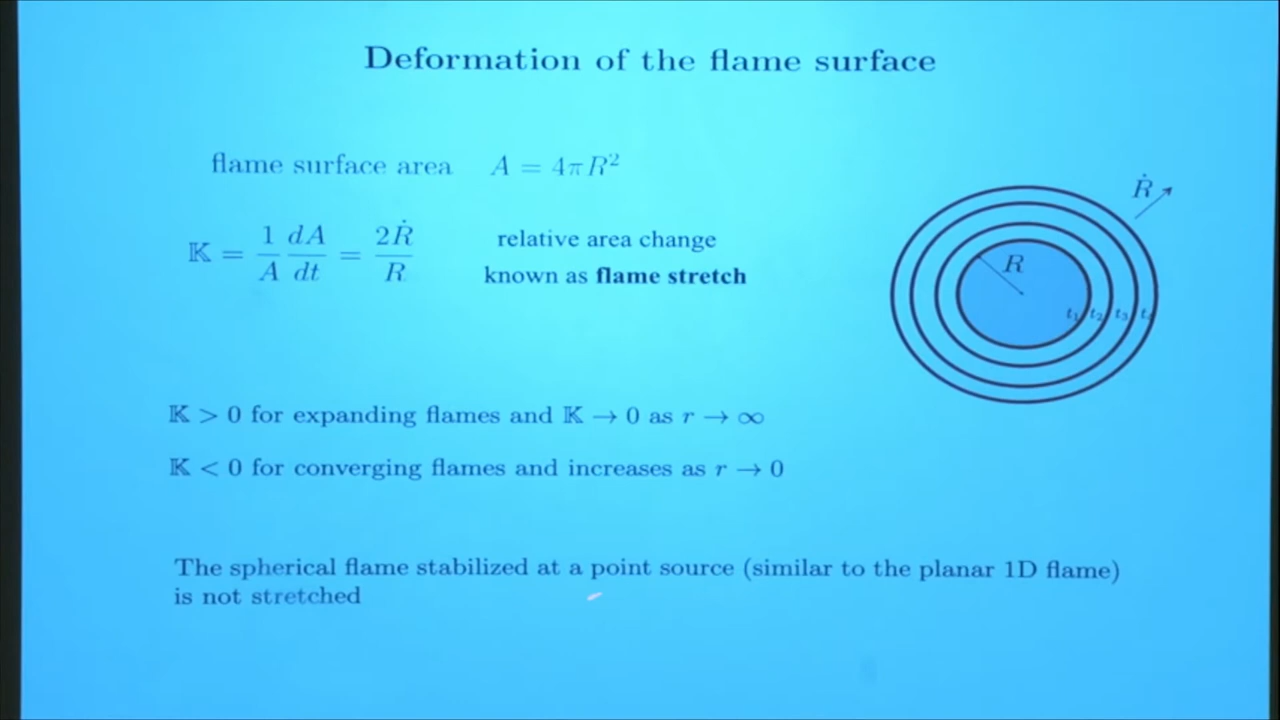 Deformation of the flame surface
flame surface area A = 4πR²
𝕂 = 1/A dA/dt = 2Ṙ/R
relative area change
known as flame stretch
Ṙ
R
t₁ t₂ t₃ t₄
𝕂 > 0 for expanding flames and 𝕂 → 0 as r → ∞
𝕂 < 0 for converging flames and increases as r → 0
The spherical flame stabilized at a point source (similar to the planar 1D flame)
is not stretched